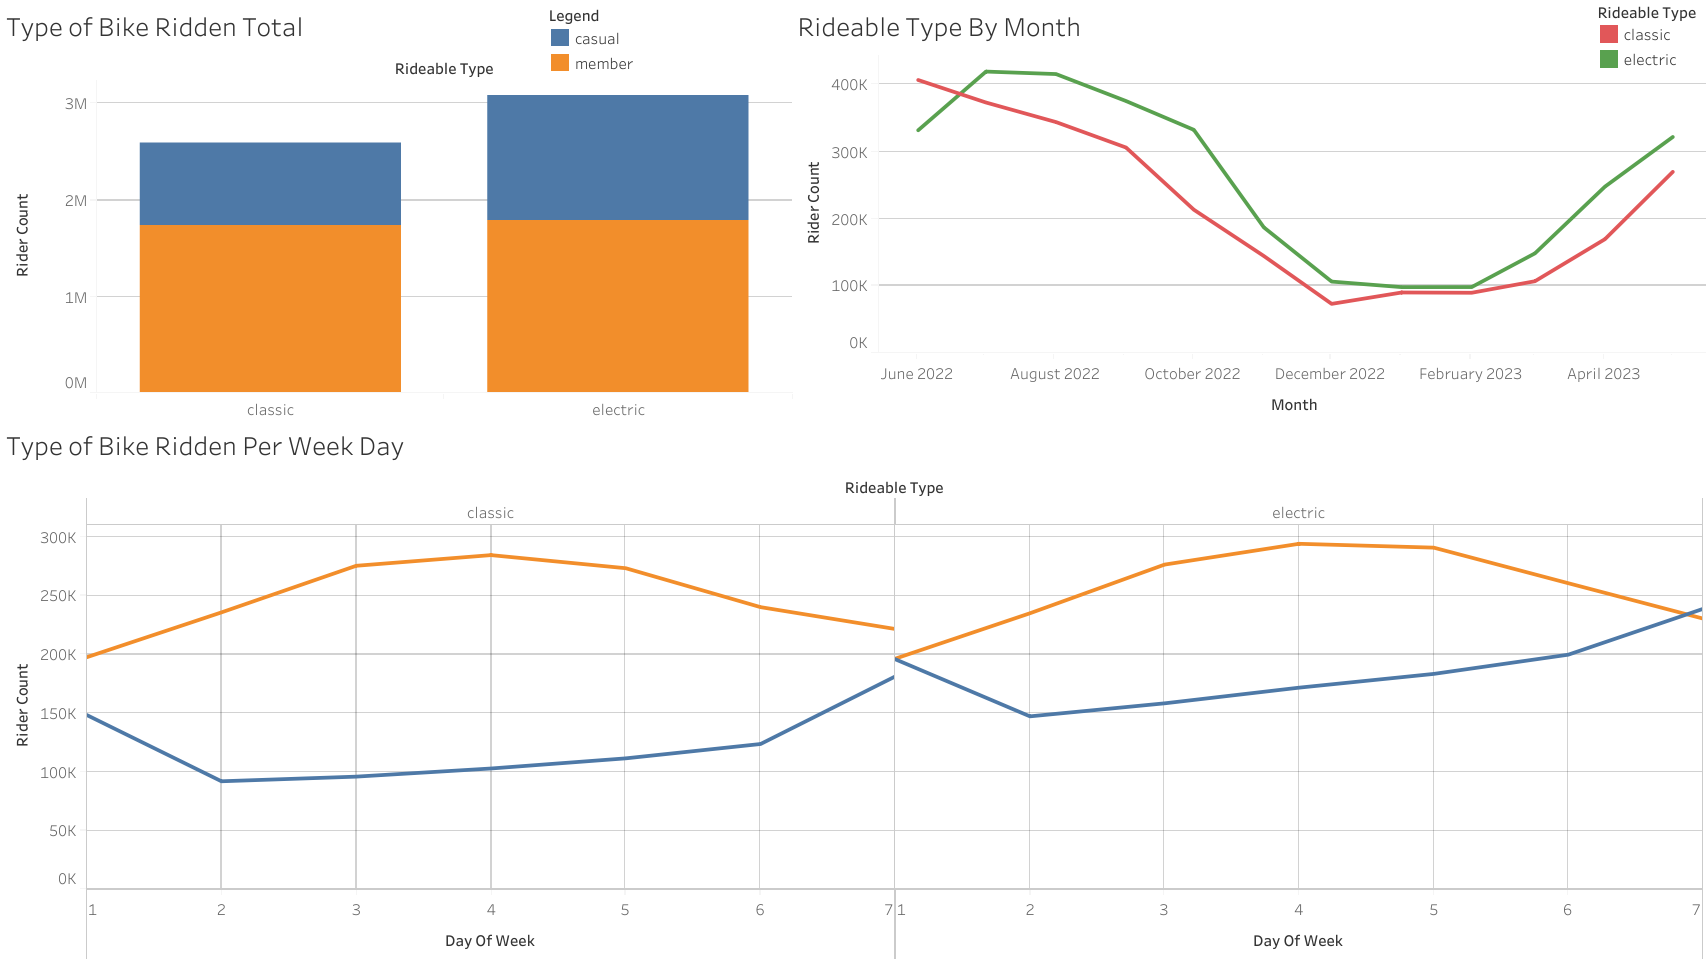 Type of Bike Ridden Total
Legend
casual
member
Rideable Type
3M
2M
1M
0M
Rider Count
classic
electric
Rideable Type By Month
Rideable Type
classic
electric
400K
300K
200K
100K
0K
Rider Count
June 2022 August 2022 October 2022 December 2022 February 2023 April 2023
Month
Type of Bike Ridden Per Week Day
Rideable Type
classic electric
300K
250K
200K
150K
100K
50K
0K
Rider Count
1 2 3 4 5 6 7 1 2 3 4 5 6 7
Day Of Week Day Of Week